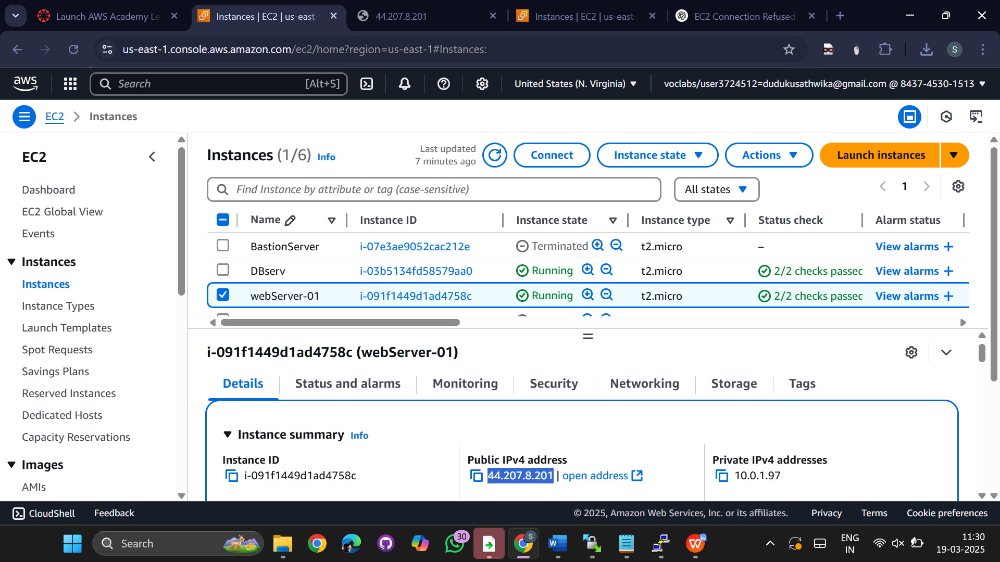 Launch AWS Academy Le
Instances | EC2 | us-east-
44.207.8.201
Instances | EC2 | us-east-
EC2 Connection Refused
us-east-1.console.aws.amazon.com/ec2/home?region=us-east-1#Instances:
S
aws
Search
[Alt+S]
United States (N. Virginia)
voclabs/user3724512=dudukusathwika@gmail.com @ 8437-4530-1513
EC2
Instances
EC2
Dashboard
EC2 Global View
Events
Instances
Instances
Instance Types
Launch Templates
Spot Requests
Savings Plans
Reserved Instances
Dedicated Hosts
Capacity Reservations
Images
AMIs
Instances (1/6) Info
Last updated
7 minutes ago
Connect
Instance state
Actions
Launch instances
Find Instance by attribute or tag (case-sensitive)
All states
1
Name Instance ID Instance state Instance type Status check Alarm status
BastionServer i-07e3ae9052cac212e Terminated t2.micro – View alarms +
DBserv i-03b5134fd58579aa0 Running t2.micro 2/2 checks passec View alarms +
webServer-01 i-091f1449d1ad4758c Running t2.micro 2/2 checks passec View alarms +
i-091f1449d1ad4758c (webServer-01)
Details Status and alarms Monitoring Security Networking Storage Tags
Instance summary Info
Instance ID
i-091f1449d1ad4758c
Public IPv4 address
44.207.8.201 | open address
Private IPv4 addresses
10.0.1.97
CloudShell Feedback
© 2025, Amazon Web Services, Inc. or its affiliates. Privacy Terms Cookie preferences
Search
30
S
W
W
ENG
IN
11:30
19-03-2025